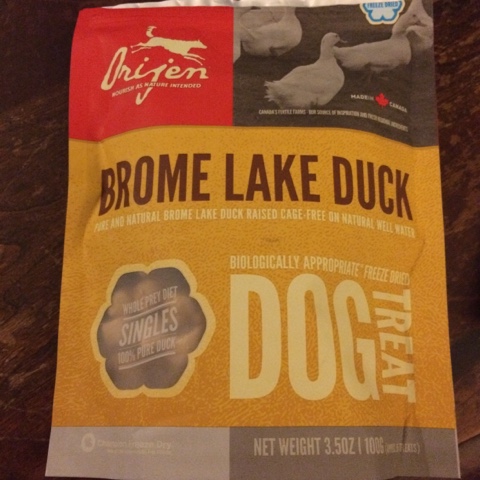 FREEZE DRIED
Orijen
NOURISH AS NATURE INTENDED
MADE IN CANADA
BROME LAKE DUCK
PURE AND NATURAL BROME LAKE DUCK RAISED CAGE-FREE ON NATURAL WELL WATER
BIOLOGICALLY APPROPRIATE™ FREEZE DRIED
DOG
TREAT
WHOLEPREY DIET
SINGLES
100% PURE DUCK
NET WEIGHT 3.5OZ | 100G